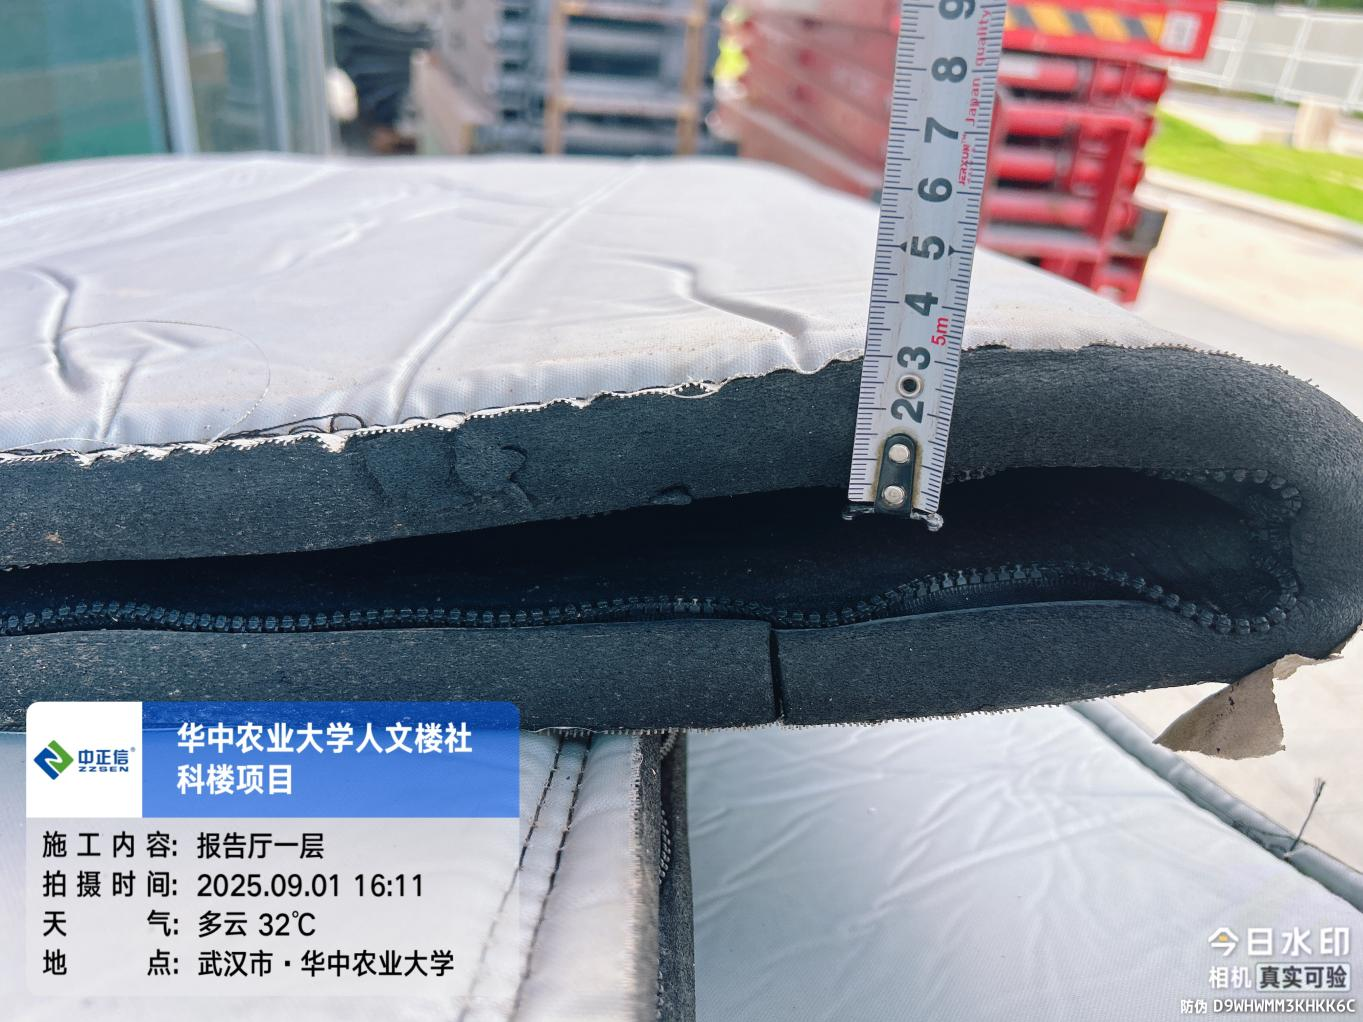 9
8
7
6
5
4
3
2
5m
Japan quality
中正信®
ZZSEN
华中农业大学人文楼社
科楼项目
施工内容: 报告厅一层
拍摄时间: 2025.09.01 16:11
天气: 多云 32℃
地点: 武汉市·华中农业大学
今日水印
相机 真实可验
防伪 D9WHWMM3KHKK6C